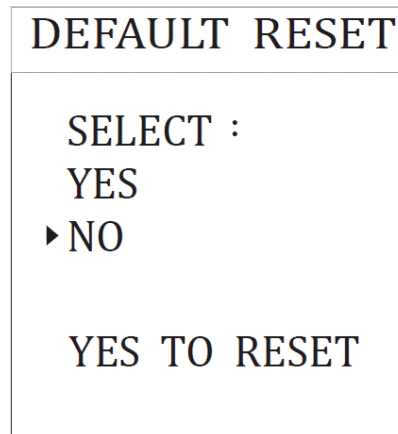 DEFAULT RESET
SELECT :
YES
▶NO
YES TO RESET